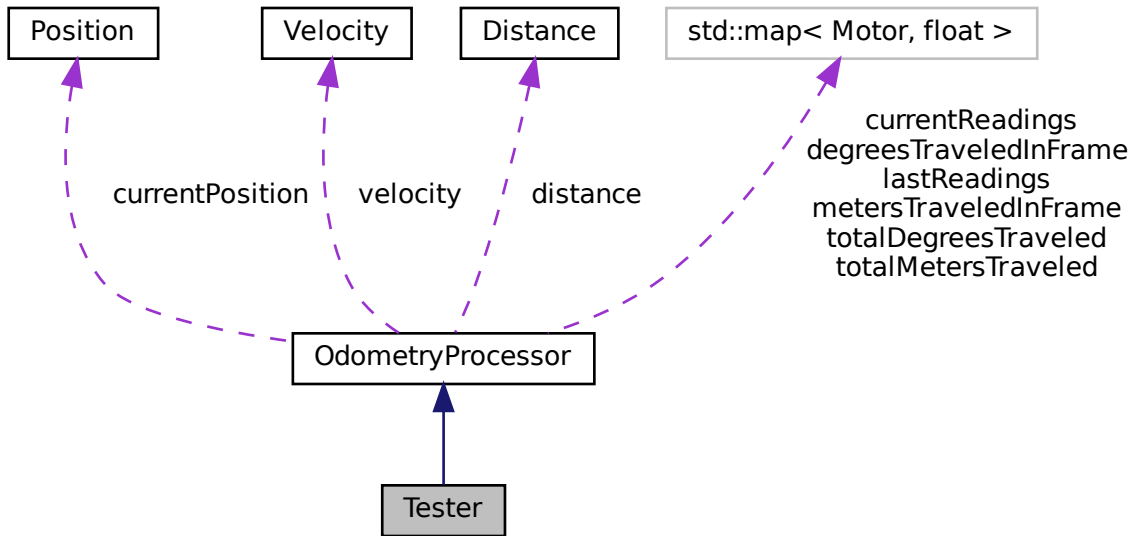 Position
Velocity
Distance
std::map< Motor, float >
currentPosition
velocity
distance
currentReadings
degreesTraveledInFrame
lastReadings
metersTraveledInFrame
totalDegreesTraveled
totalMetersTraveled
OdometryProcessor
Tester